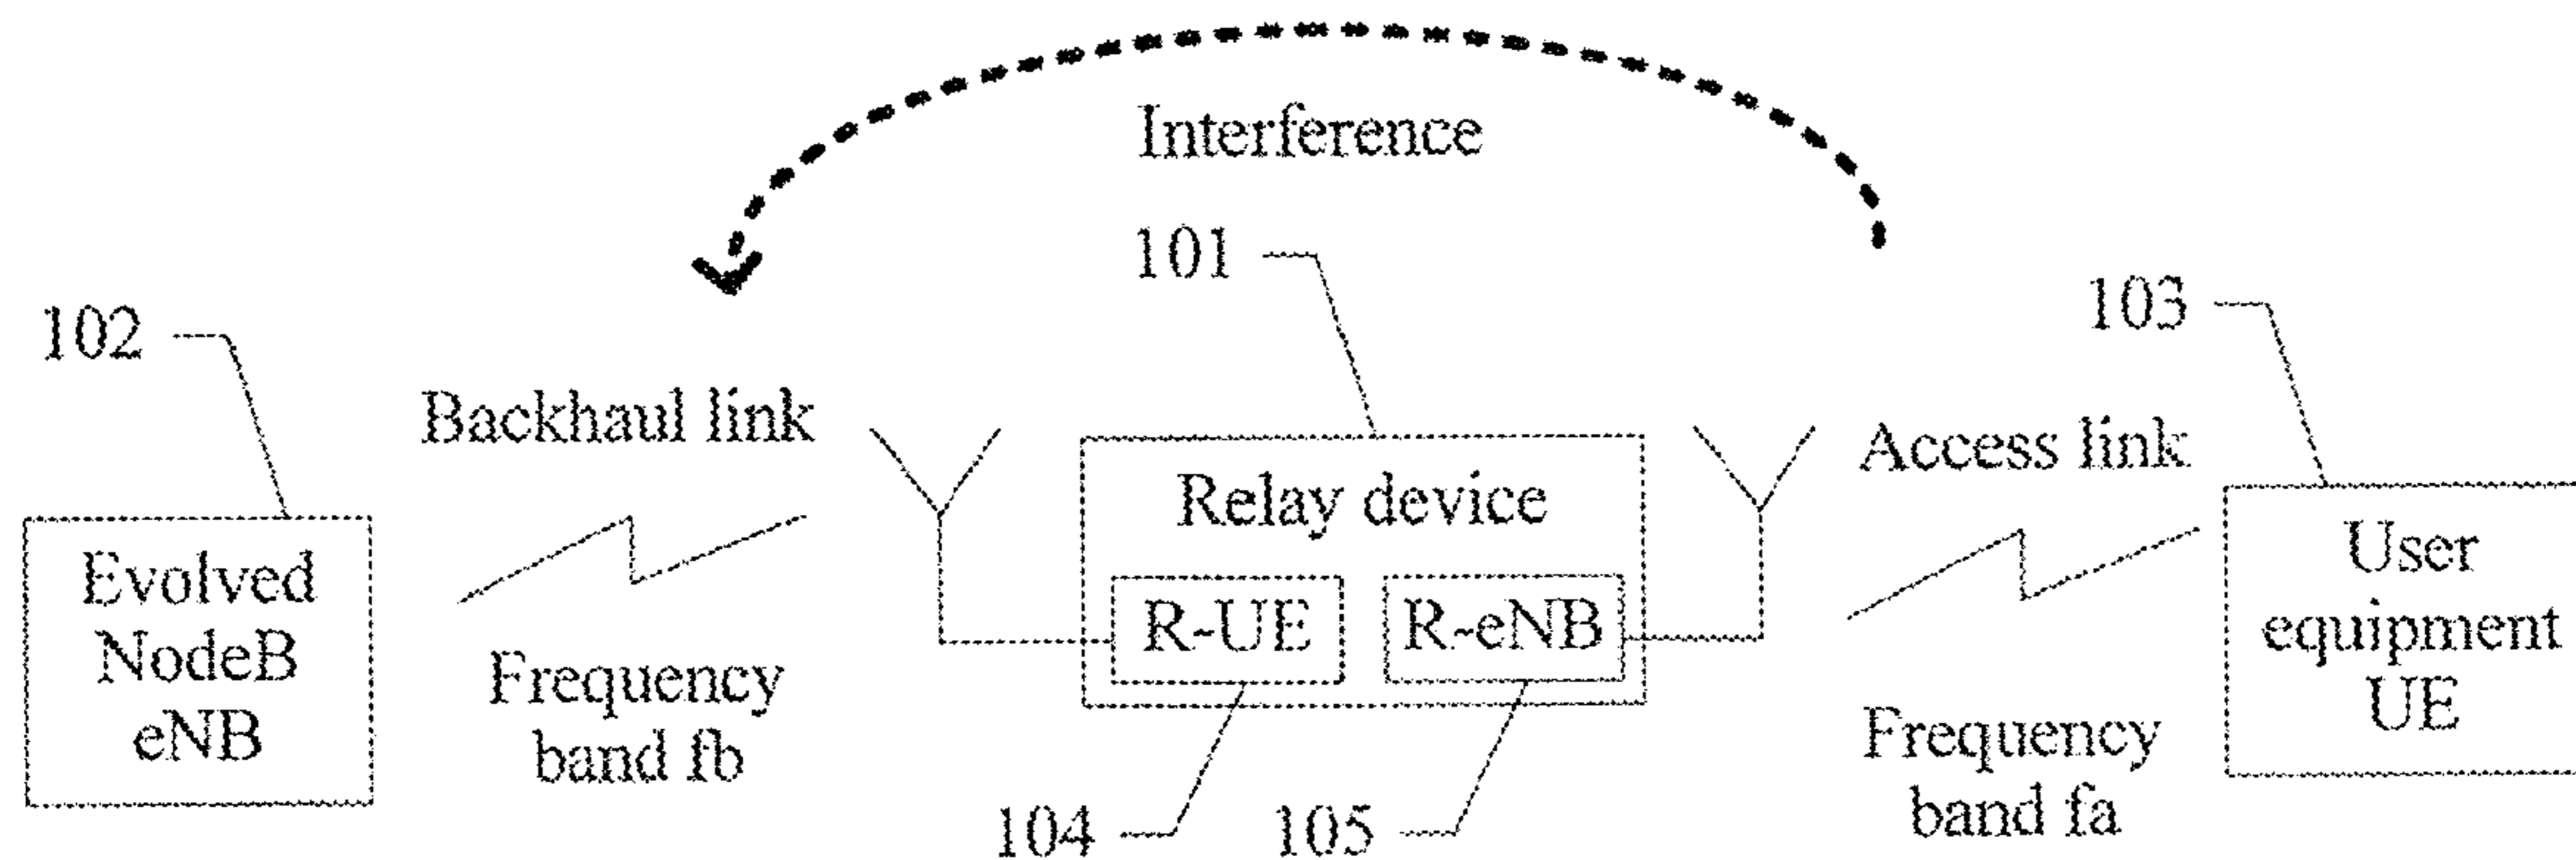 Interference
101
102
103
Backhaul link
Access link
Relay device
Evolved
NodeB
eNB
R-UE
R-eNB
User
equipment
UE
Frequency
band fb
Frequency
band fa
104
105